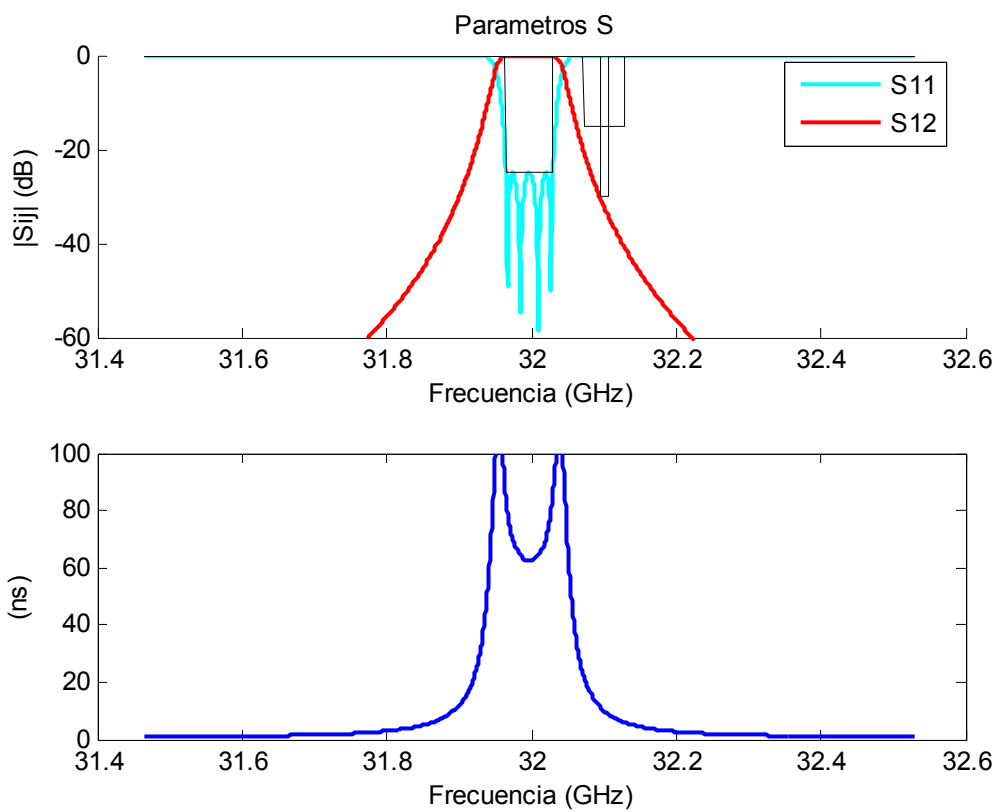 Parametros S
0
-20
-40
-60
|Sij| (dB)
S11
S12
31.4 31.6 31.8 32 32.2 32.4 32.6
Frecuencia (GHz)
100
80
60
40
20
0
(ns)
31.4 31.6 31.8 32 32.2 32.4 32.6
Frecuencia (GHz)